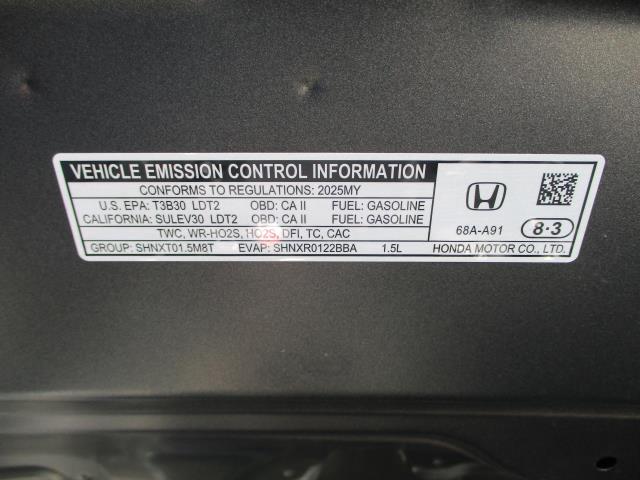 VEHICLE EMISSION CONTROL INFORMATION
CONFORMS TO REGULATIONS: 2025MY
U.S. EPA: T3B30 LDT2 OBD: CA II FUEL: GASOLINE
CALIFORNIA: SULEV30 LDT2 OBD: CA II FUEL: GASOLINE
TWC, WR-HO2S, HO2S, DFI, TC, CAC
GROUP: SHNXT01.5M8T EVAP: SHNXR0122BBA 1.5L
68A-A91 8·3
HONDA MOTOR CO., LTD.